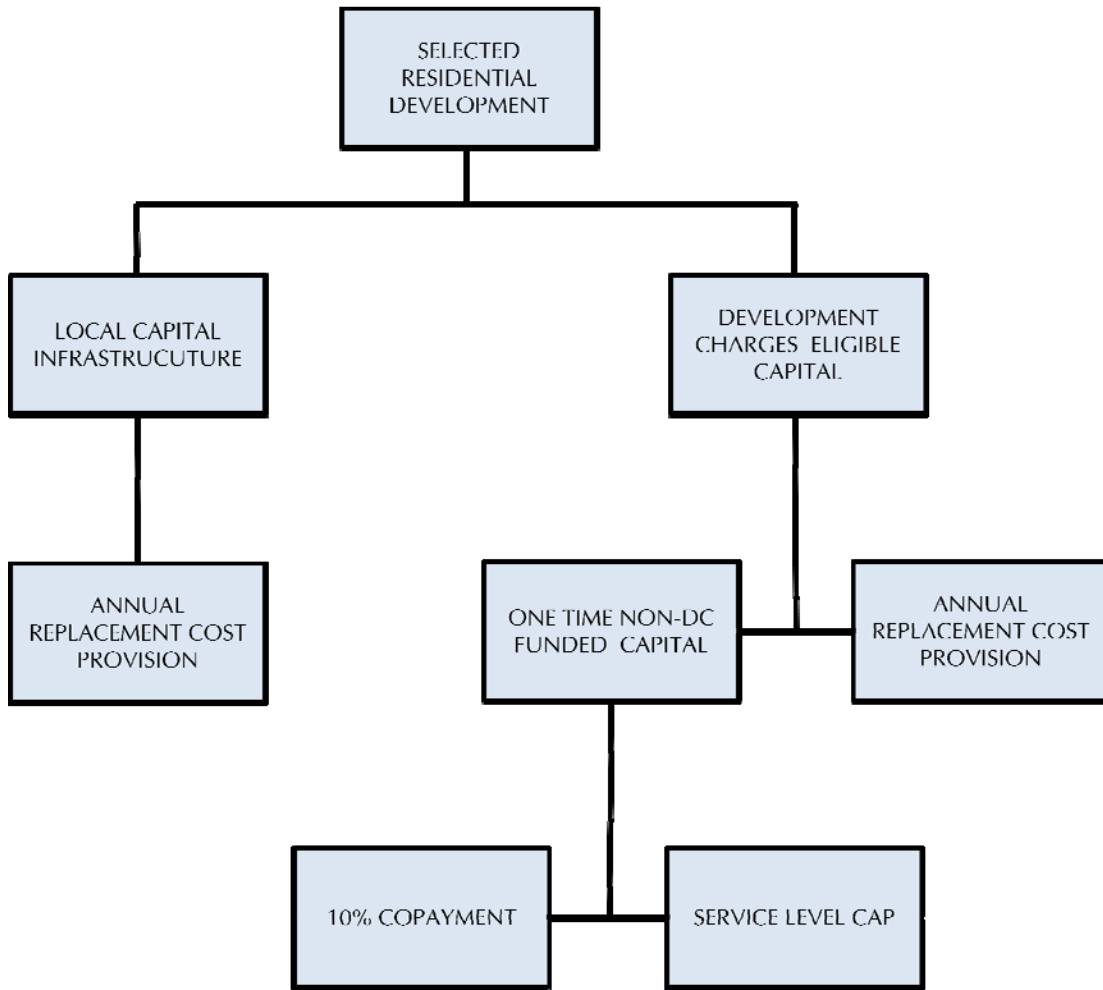 SELECTED
RESIDENTIAL
DEVELOPMENT
LOCAL CAPITAL
INFRASTRUCUTURE
DEVELOPMENT
CHARGES ELIGIBLE
CAPITAL
ANNUAL
REPLACEMENT COST
PROVISION
ONE TIME NON-DC
FUNDED CAPITAL
ANNUAL
REPLACEMENT COST
PROVISION
10% COPAYMENT
SERVICE LEVEL CAP